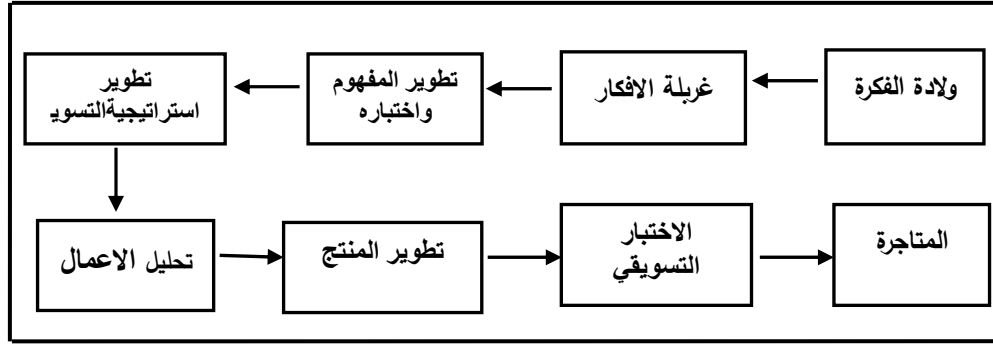 ولادة الفكرة
غربلة الافكار
تطوير المفهوم
واختباره
تطوير
استراتيجيةالتسوي
تحليل الاعمال
تطوير المنتج
الاختبار
التسويقي
المتاجرة